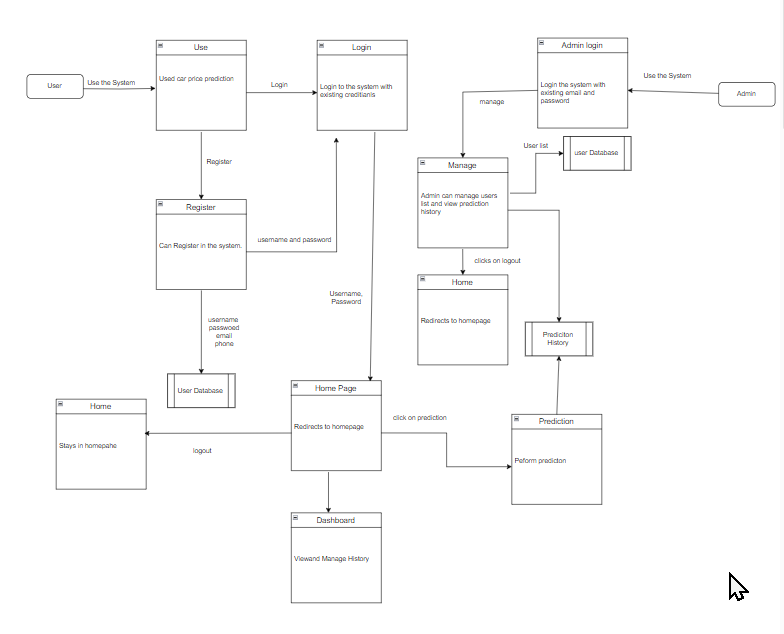 Use
Login
Admin login
User
Use the System
Used car price prediction
Login
Login to the system with
existing creditianls
Login the system with
existing email and
password
Use the System
Admin
manage
User list
user Database
Register
Manage
Admin can manage users
list and view prediction
history
Register
Can Register in the system.
username and password
clicks on logout
Home
Redirects to homepage
Username,
Password
username
passwoed
email
phone
Prediciton
History
User Database
Home Page
Redirects to homepage
click on prediction
Home
Stays in homepahe
logout
Prediction
Peform predicton
Dashboard
Viewand Manage History